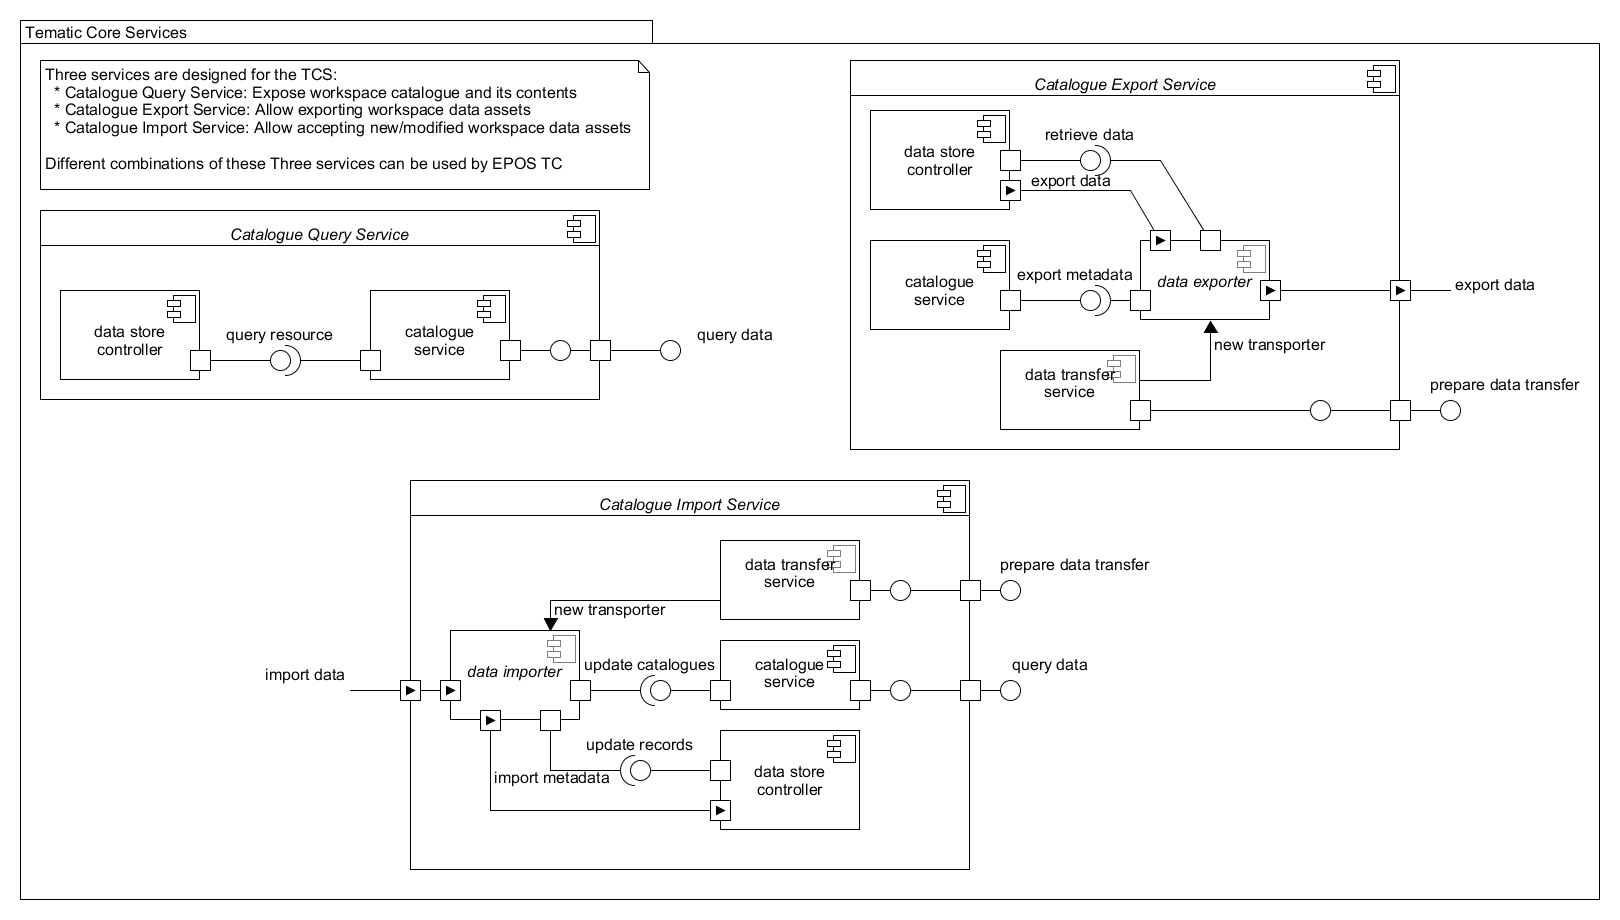 Tematic Core Services
Three services are designed for the TCS:
* Catalogue Query Service: Expose workspace catalogue and its contents
* Catalogue Export Service: Allow exporting workspace data assets
* Catalogue Import Service: Allow accepting new/modified workspace data assets
Different combinations of these Three services can be used by EPOS TC
Catalogue Query Service
data store
controller
query resource
catalogue
service
query data
Catalogue Export Service
data store
controller
retrieve data
export data
catalogue
service
export metadata
data exporter
export data
new transporter
data transfer
service
prepare data transfer
Catalogue Import Service
data transfer
service
prepare data transfer
new transporter
import data
data importer
update catalogues
catalogue
service
query data
update records
import metadata
data store
controller